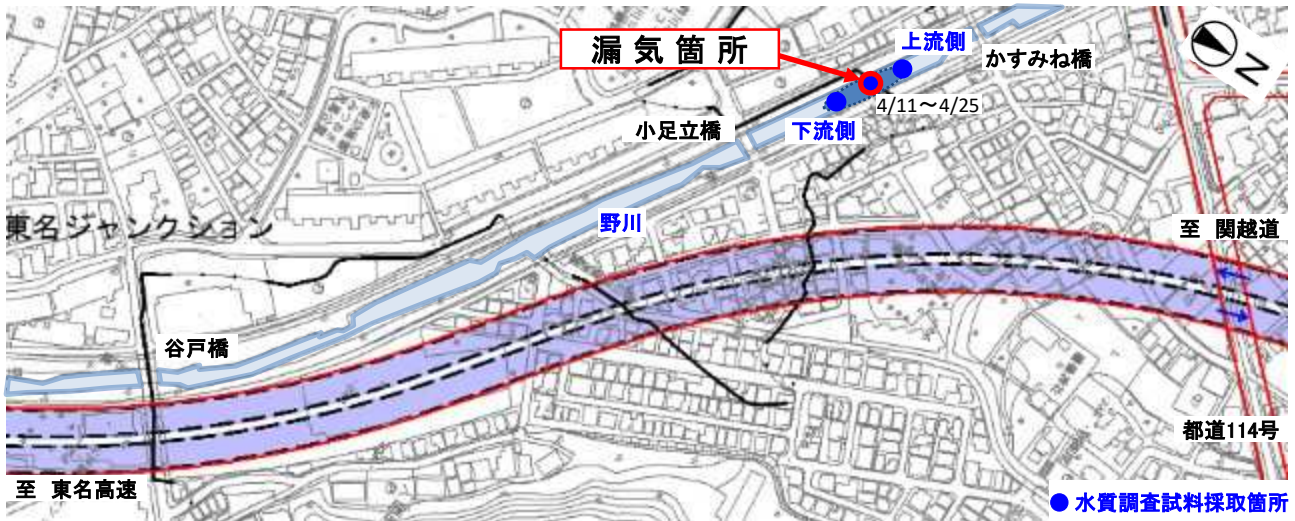 漏気箇所
上流側
かすみね橋
N
4/11～4/25
小足立橋
下流側
東名ジャンクション
野川
至 関越道
谷戸橋
都道114号
至 東名高速
● 水質調査試料採取箇所